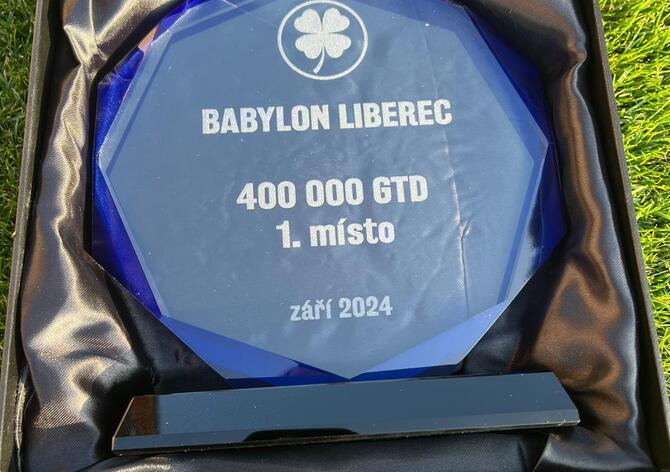 BABYLON LIBEREC
400 000 GTD
1. místo
září 2024